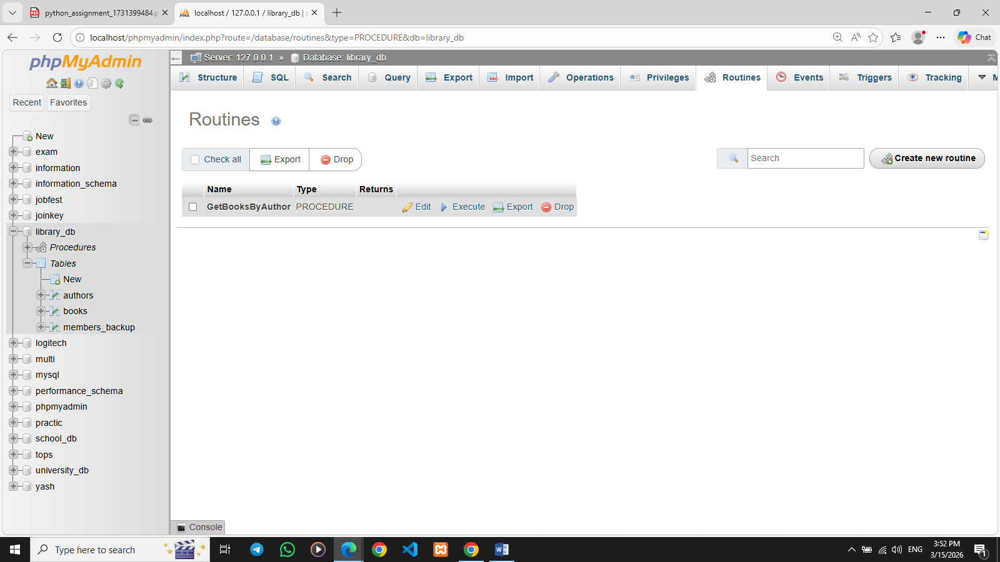 python_assignment_1731399484.p
localhost / 127.0.0.1 / library_db | p
localhost/phpmyadmin/index.php?route=/database/routines&type=PROCEDURE&db=library_db
Chat
phpMyAdmin
Recent
Favorites
New
exam
information
information_schema
jobfest
joinkey
library_db
Procedures
Tables
New
authors
books
members_backup
logitech
multi
mysql
performance_schema
phpmyadmin
practic
school_db
tops
university_db
yash
Server: 127.0.0.1 » Database: library_db
Structure SQL Search Query Export Import Operations Privileges Routines Events Triggers Tracking M
Routines
Check all Export Drop
Search
Create new routine
Name Type Returns
GetBooksByAuthor PROCEDURE Edit Execute Export Drop
Console
Type here to search
ENG
3:52 PM
3/15/2026
1